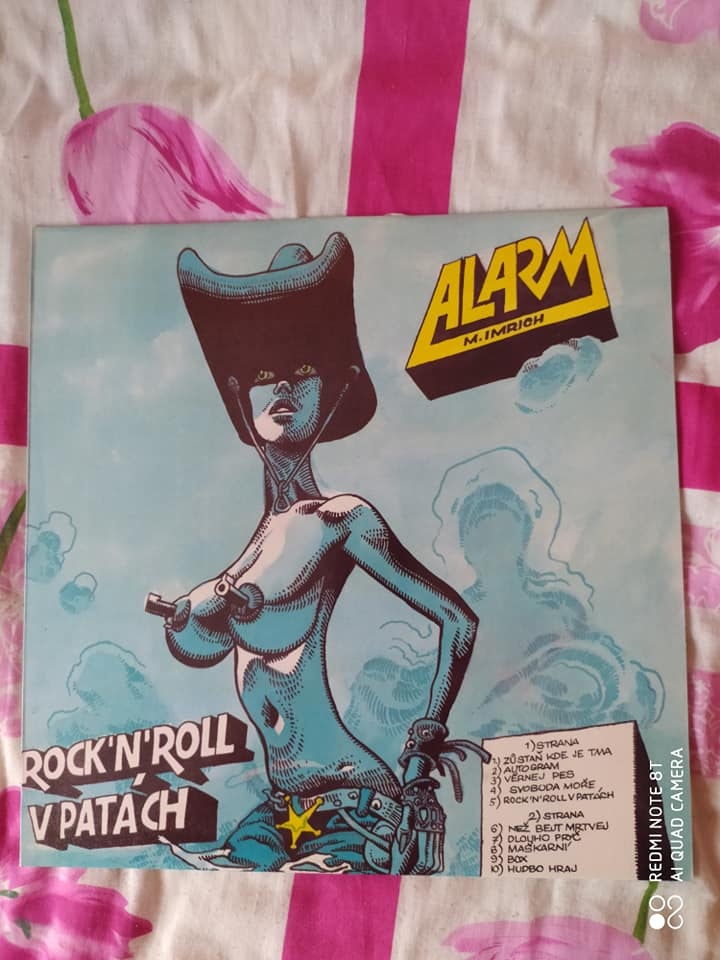 ALARM
M. IMRICH
ROCK'N'ROLL
V PATÁCH
1) STRANA
1) ZŮSTAŇ KDE JE TMA
2) AUTOGRAM
3) VĚRNEJ PES
4) SVOBODA MOŘE
5) ROCK'N'ROLL V PATÁCH
2) STRANA
6) NEŽ BEJT MRTVEJ
7) DLOUHO PRYČ
8) MAŠKARNÍ
9) BOX
10) HUDBO HRAJ
REDMI NOTE 8T
AI QUAD CAMERA